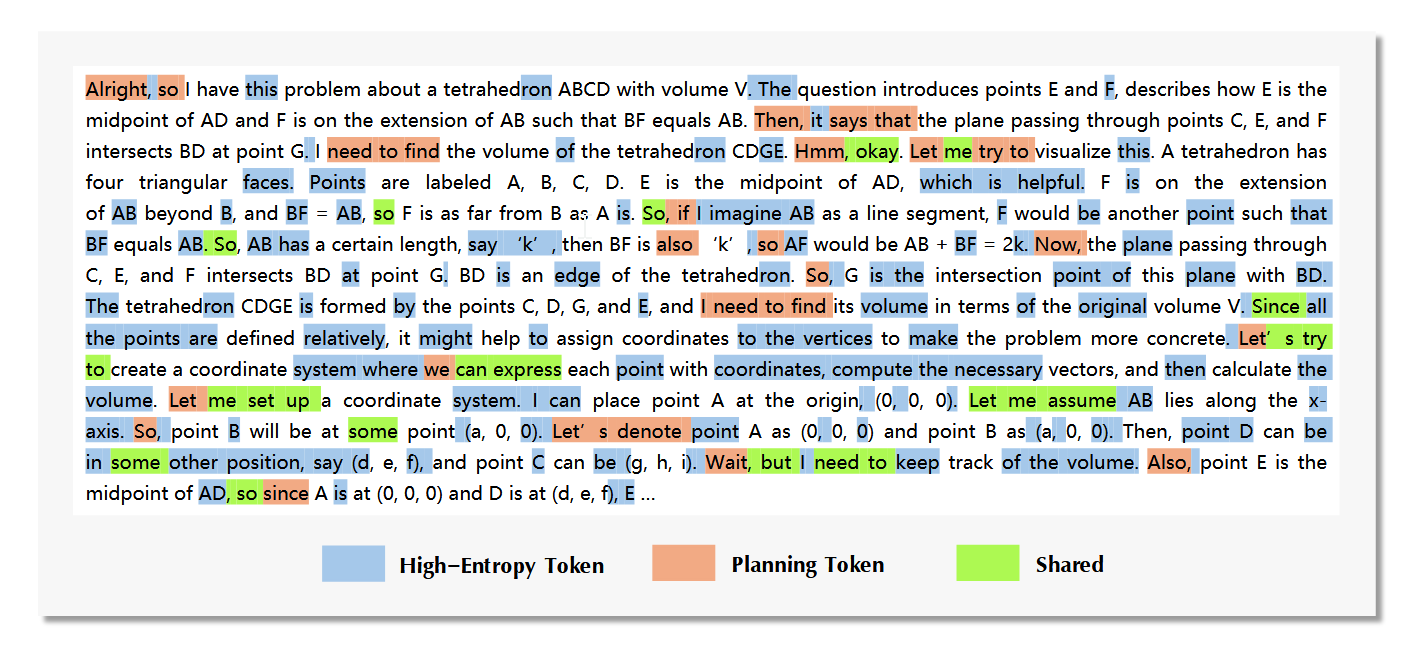 Alright, so I have this problem about a tetrahedron ABCD with volume V. The question introduces points E and F, describes how E is the
midpoint of AD and F is on the extension of AB such that BF equals AB. Then, it says that the plane passing through points C, E, and F
intersects BD at point G. I need to find the volume of the tetrahedron CDGE. Hmm, okay. Let me try to visualize this. A tetrahedron has
four triangular faces. Points are labeled A, B, C, D. E is the midpoint of AD, which is helpful. F is on the extension
of AB beyond B, and BF = AB, so F is as far from B as A is. So, if I imagine AB as a line segment, F would be another point such that
BF equals AB. So, AB has a certain length, say ‘k’, then BF is also ‘k’, so AF would be AB + BF = 2k. Now, the plane passing through
C, E, and F intersects BD at point G. BD is an edge of the tetrahedron. So, G is the intersection point of this plane with BD.
The tetrahedron CDGE is formed by the points C, D, G, and E, and I need to find its volume in terms of the original volume V. Since all
the points are defined relatively, it might help to assign coordinates to the vertices to make the problem more concrete. Let’s try
to create a coordinate system where we can express each point with coordinates, compute the necessary vectors, and then calculate the
volume. Let me set up a coordinate system. I can place point A at the origin, (0, 0, 0). Let me assume AB lies along the x-
axis. So, point B will be at some point (a, 0, 0). Let’s denote point A as (0, 0, 0) and point B as (a, 0, 0). Then, point D can be
in some other position, say (d, e, f), and point C can be (g, h, i). Wait, but I need to keep track of the volume. Also, point E is the
midpoint of AD, so since A is at (0, 0, 0) and D is at (d, e, f), E ...
High-Entropy Token
Planning Token
Shared